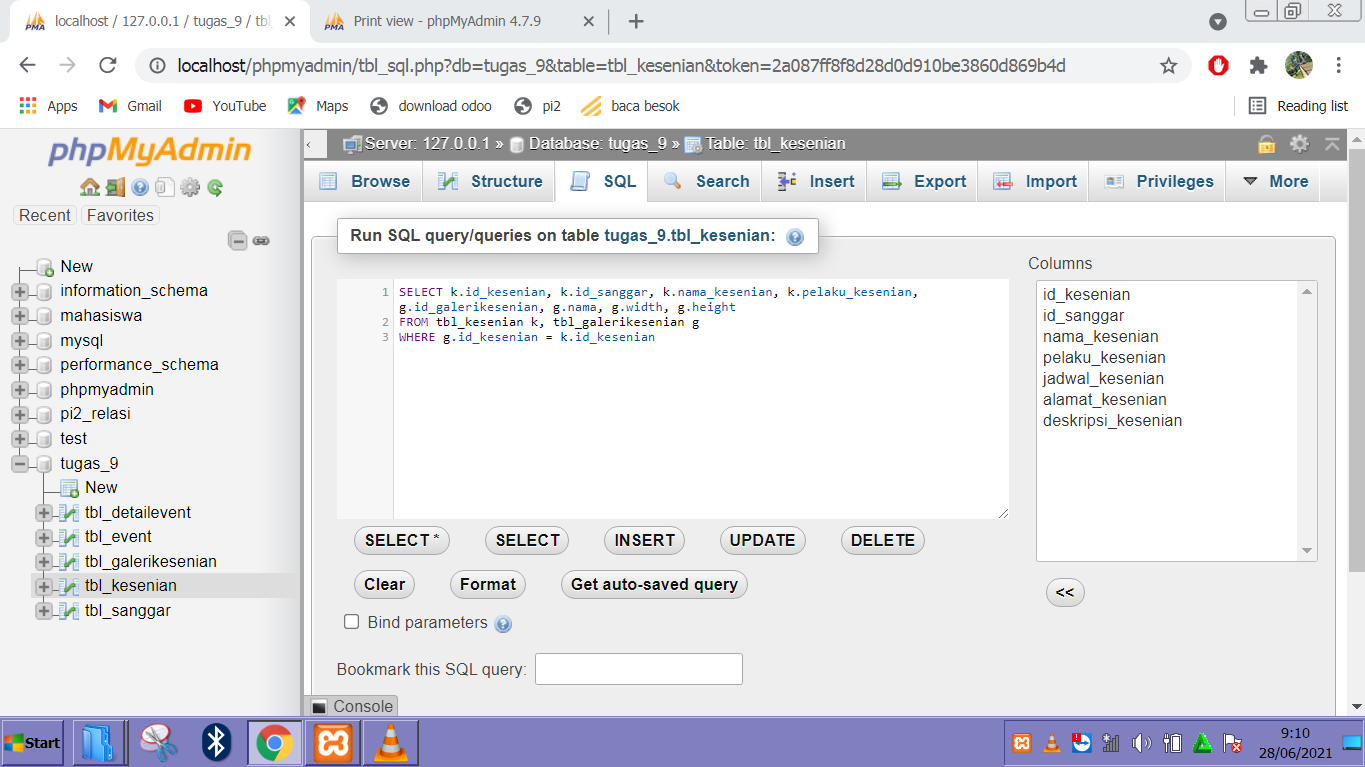 localhost / 127.0.0.1 / tugas_9 / tbl
Print view - phpMyAdmin 4.7.9
localhost/phpmyadmin/tbl_sql.php?db=tugas_9&table=tbl_kesenian&token=2a087ff8f8d28d0d910be3860d869b4d
Apps
Gmail
YouTube
Maps
download odoo
pi2
baca besok
Reading list
phpMyAdmin
Recent
Favorites
New
information_schema
mahasiswa
mysql
performance_schema
phpmyadmin
pi2_relasi
test
tugas_9
New
tbl_detailevent
tbl_event
tbl_galerikesenian
tbl_kesenian
tbl_sanggar
Server: 127.0.0.1 » Database: tugas_9 » Table: tbl_kesenian
Browse
Structure
SQL
Search
Insert
Export
Import
Privileges
More
Run SQL query/queries on table tugas_9.tbl_kesenian:
1 SELECT k.id_kesenian, k.id_sanggar, k.nama_kesenian, k.pelaku_kesenian,
g.id_galerikesenian, g.nama, g.width, g.height
2 FROM tbl_kesenian k, tbl_galerikesenian g
3 WHERE g.id_kesenian = k.id_kesenian
Columns
id_kesenian
id_sanggar
nama_kesenian
pelaku_kesenian
jadwal_kesenian
alamat_kesenian
deskripsi_kesenian
<<
SELECT *
SELECT
INSERT
UPDATE
DELETE
Clear
Format
Get auto-saved query
Bind parameters
Bookmark this SQL query:
Console
Start
9:10
28/06/2021